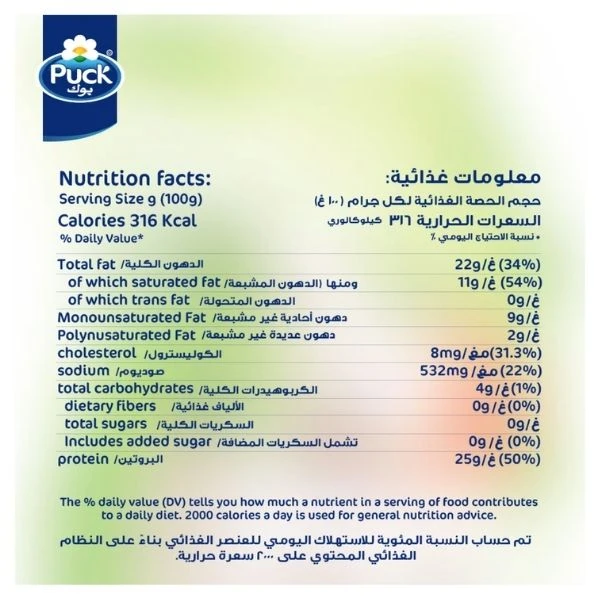 Puck
بوك
Nutrition facts:
معلومات غذائية:
Serving Size g (100g)
حجم الحصة الغذائية لكل جرام (١٠٠ غ)
Calories 316 Kcal
السعرات الحرارية ٣١٦ كيلوكالوري
% Daily Value*
* نسبة الاحتياج اليومي ٪
Total fat /الدهون الكلية 22g/غ (34%)
of which saturated fat /ومنها (الدهون المشبعة 11g/غ (54%)
of which trans fat /الدهون المتحولة 0g/غ
Monounsaturated Fat /دهون أحادية غير مشبعة 9g/غ
Polynusaturated Fat /دهون عديدة غير مشبعة 2g/غ
cholesterol /الكوليسترول 8mg/مغ(31.3%)
sodium /صوديوم 532mg/مغ (22%)
total carbohydrates /الكربوهيدرات الكلية 4g/غ(1%)
dietary fibers /الألياف غذائية 0g/غ(0%)
total sugars /السكريات الكلية 0g/غ
Includes added sugar /تشمل السكريات المضافة 0g/غ (0%)
protein /البروتين 25g/غ (50%)
The % daily value (DV) tells you how much a nutrient in a serving of food contributes
to a daily diet. 2000 calories a day is used for general nutrition advice.
تم حساب النسبة المئوية للاستهلاك اليومي للعنصر الغذائي بناءً على النظام
الغذائي المحتوي على ٢٠٠٠ سعرة حرارية.